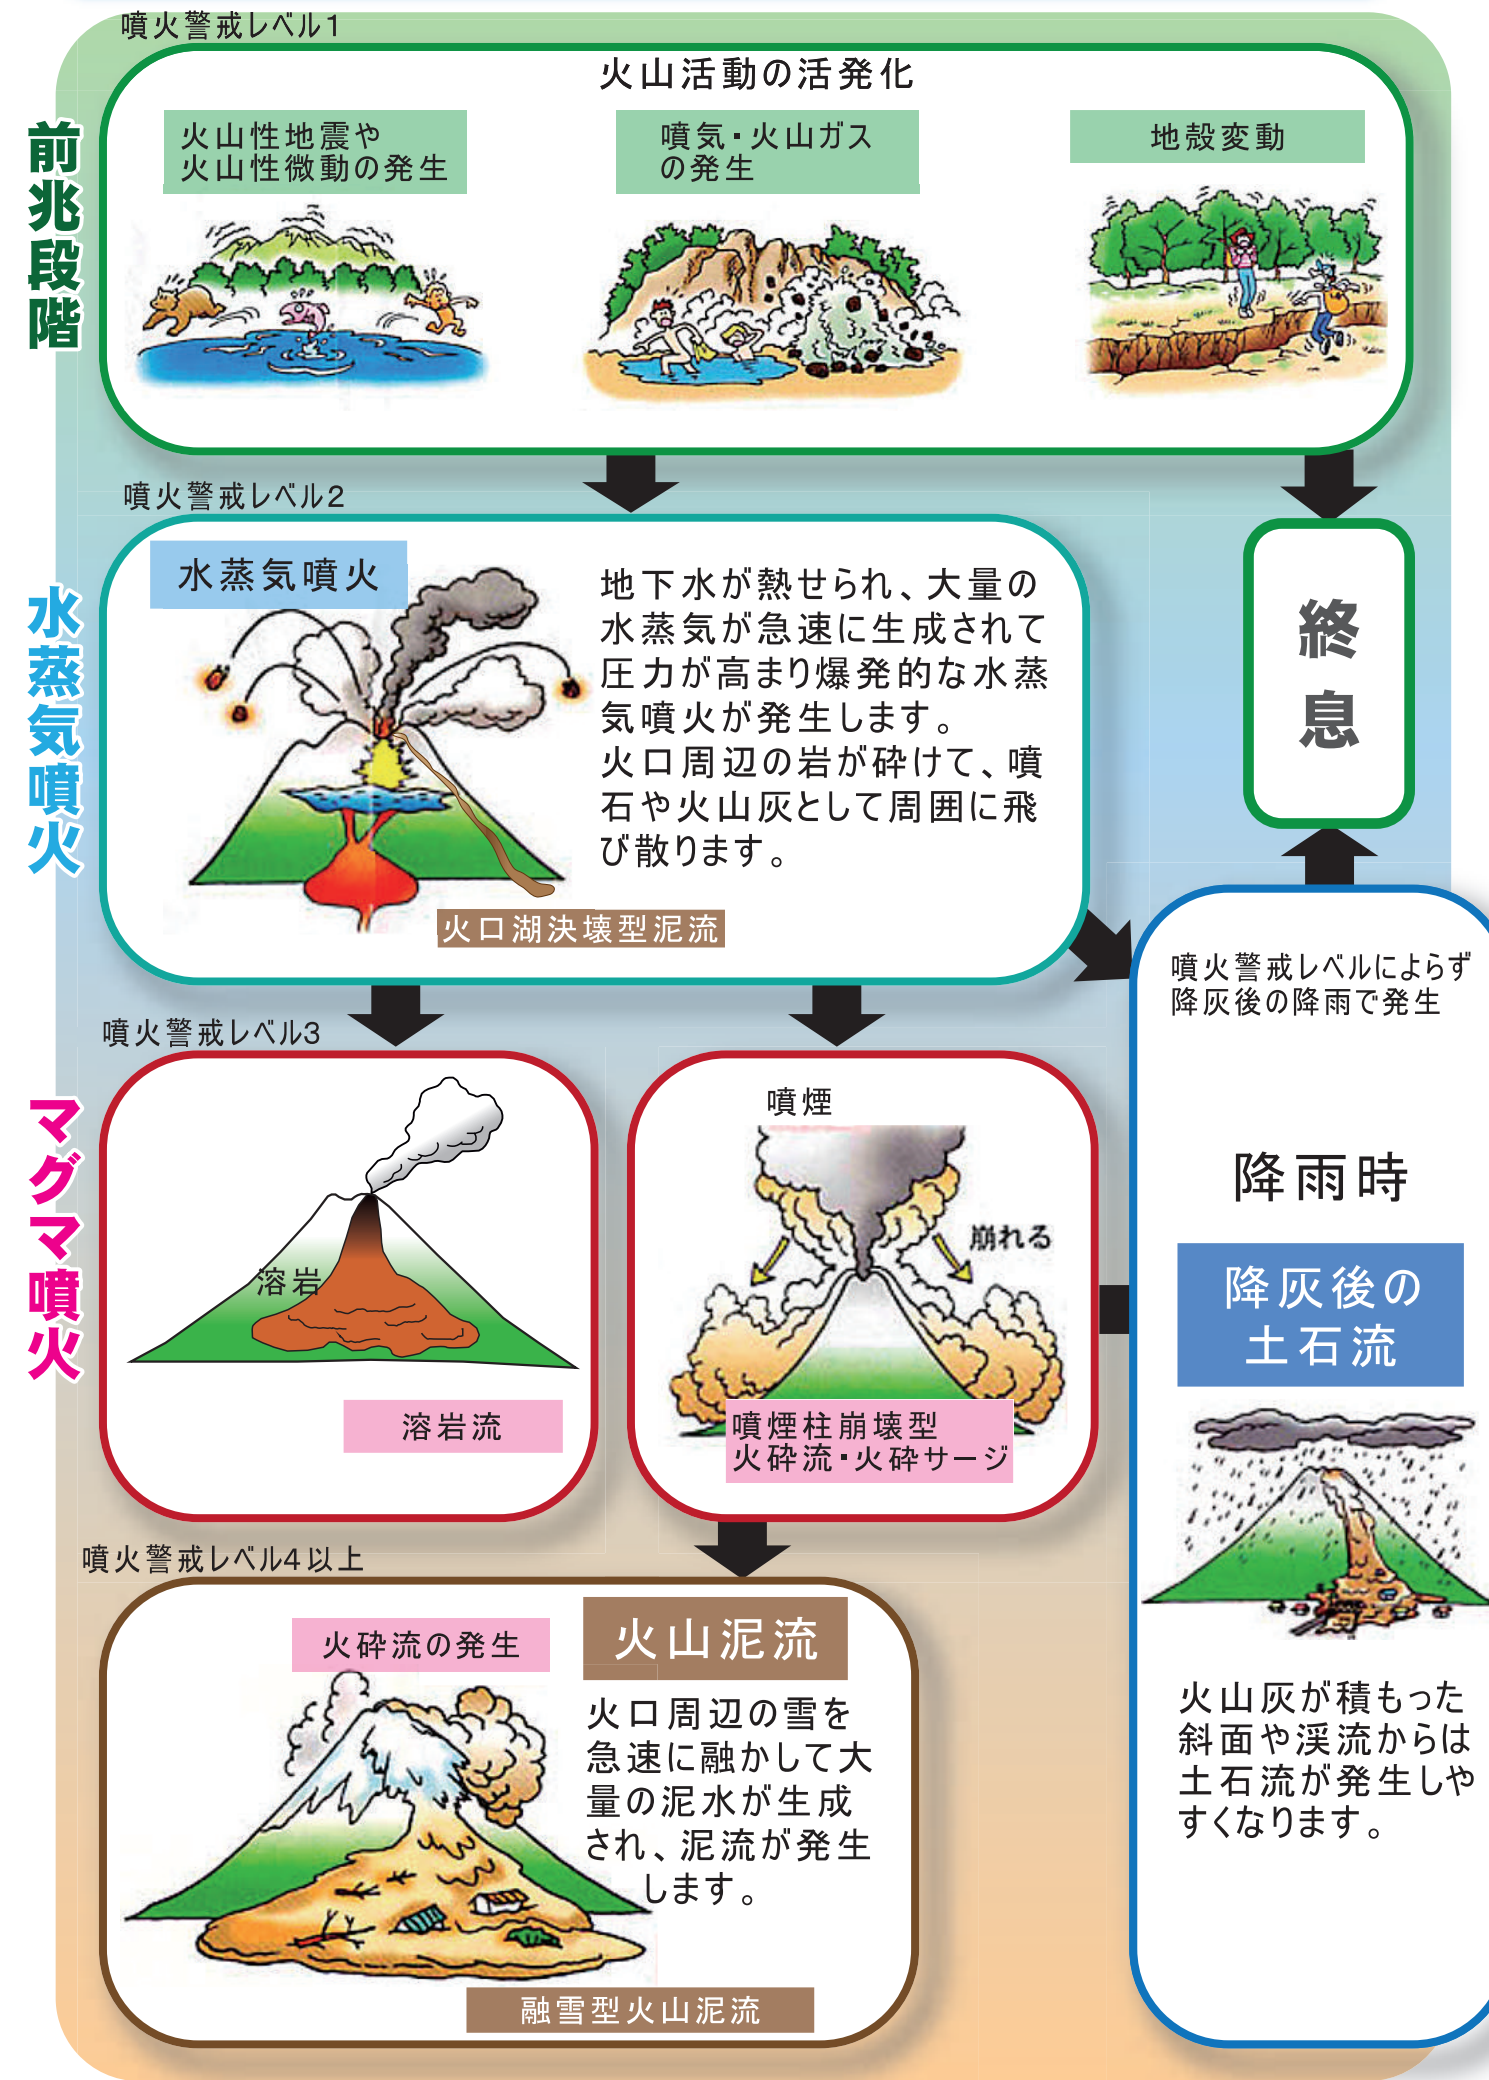 噴火警戒レベル1
火山活動の活発化
前兆段階
火山性地震や
火山性微動の発生
噴気・火山ガス
の発生
地殻変動
噴火警戒レベル2
水蒸気噴火
水蒸気噴火
地下水が熱せられ、大量の
水蒸気が急速に生成されて
圧力が高まり爆発的な水蒸
気噴火が発生します。
火口周辺の岩が砕けて、噴
石や火山灰として周囲に飛
び散ります。
火口湖決壊型泥流
終
息
噴火警戒レベル3
マグマ噴火
溶岩
溶岩流
噴煙
崩れる
噴煙柱崩壊型
火砕流・火砕サージ
噴火警戒レベルによらず
降灰後の降雨で発生
降雨時
降灰後の
土石流
火山灰が積もった
斜面や渓流からは
土石流が発生しや
すくなります。
噴火警戒レベル4以上
火砕流の発生
火山泥流
火口周辺の雪を
急速に融かして大
量の泥水が生成
され、泥流が発生
します。
融雪型火山泥流